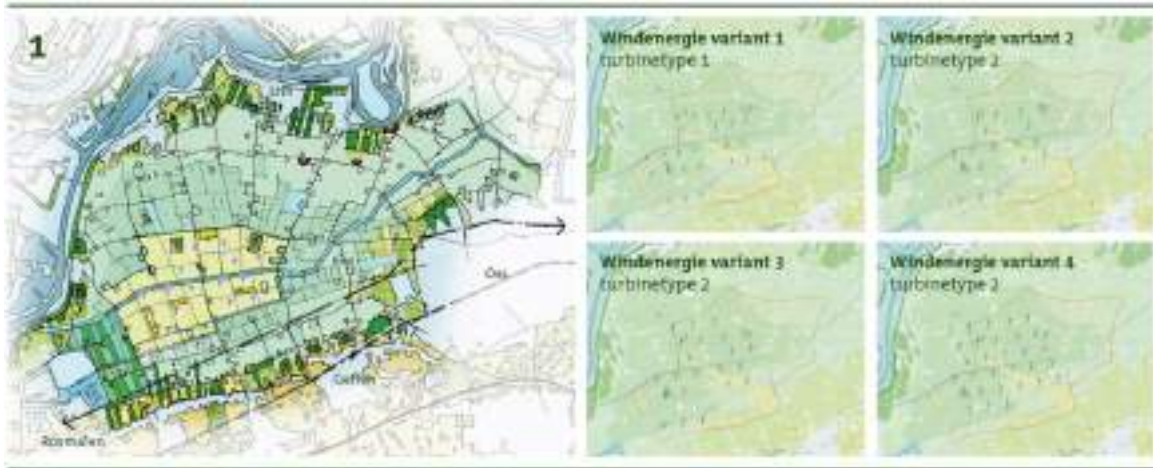 1
Lith
Oss
Geffen
Rosmalen
Windenergie variant 1
turbinetype 1
Windenergie variant 2
turbinetype 2
Windenergie variant 3
turbinetype 2
Windenergie variant 4
turbinetype 2